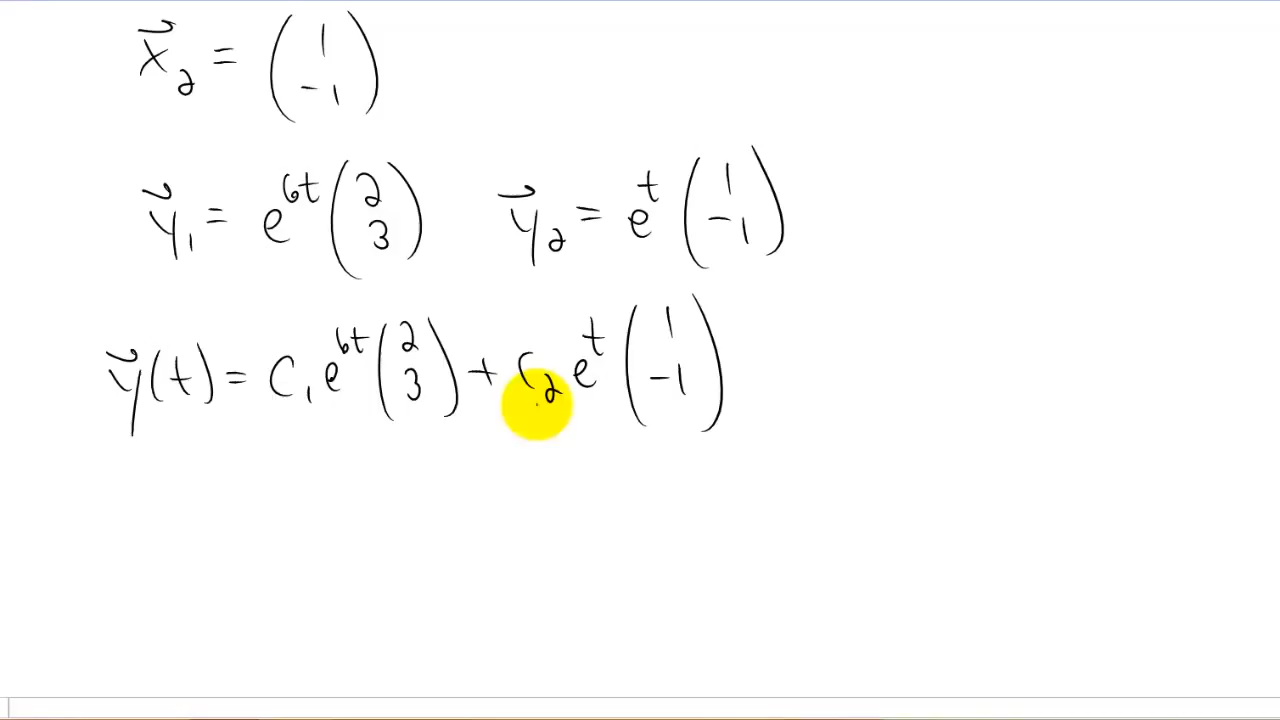 x⃗₂ = (1 -1)
y⃗₁ = e^{6t} (2 3) y⃗₂ = e^t (1 -1)
y⃗(t) = C₁ e^{6t} (2 3) + C₂ e^t (1 -1)